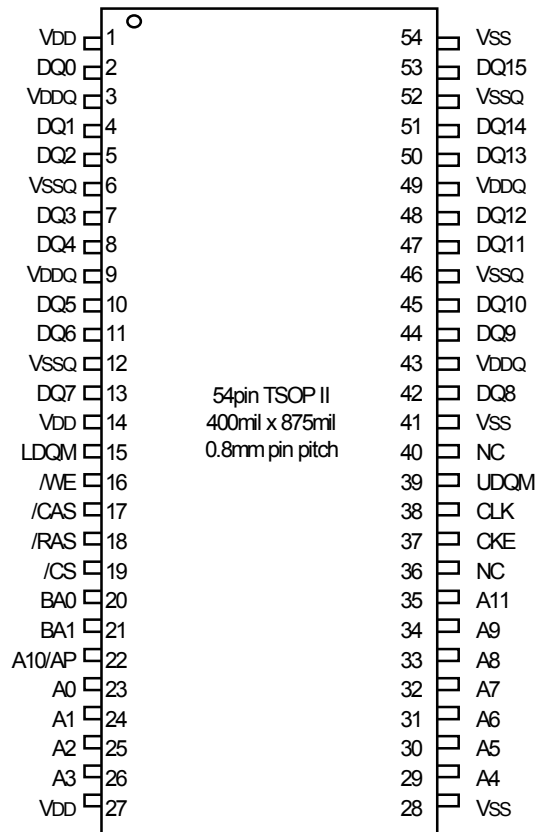 VDD 1 54 VSS
DQ0 2 53 DQ15
VDDQ 3 52 VSSQ
DQ1 4 51 DQ14
DQ2 5 50 DQ13
VSSQ 6 49 VDDQ
DQ3 7 48 DQ12
DQ4 8 47 DQ11
VDDQ 9 46 VSSQ
DQ5 10 45 DQ10
DQ6 11 44 DQ9
VSSQ 12 43 VDDQ
DQ7 13 54pin TSOP II 42 DQ8
VDD 14 400mil x 875mil 41 VSS
LDQM 15 0.8mm pin pitch 40 NC
/WE 16 39 UDQM
/CAS 17 38 CLK
/RAS 18 37 CKE
/CS 19 36 NC
BA0 20 35 A11
BA1 21 34 A9
A10/AP 22 33 A8
A0 23 32 A7
A1 24 31 A6
A2 25 30 A5
A3 26 29 A4
VDD 27 28 VSS